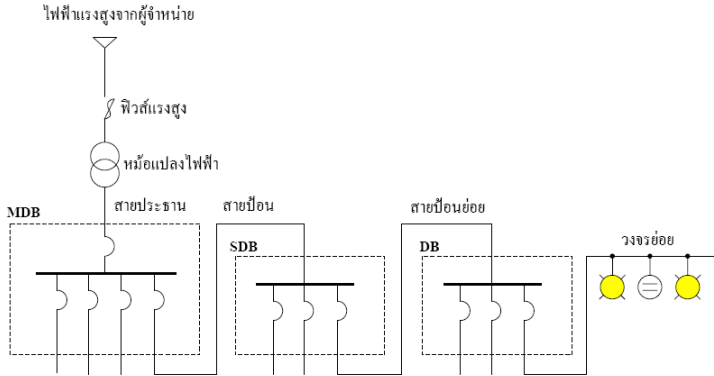 ไฟฟ้าแรงสูงจากผู้จำหน่าย
ฟิวส์แรงสูง
หม้อแปลงไฟฟ้า
สายประธาน
สายป้อน
สายป้อนย่อย
MDB
SDB
DB
วงจรย่อย